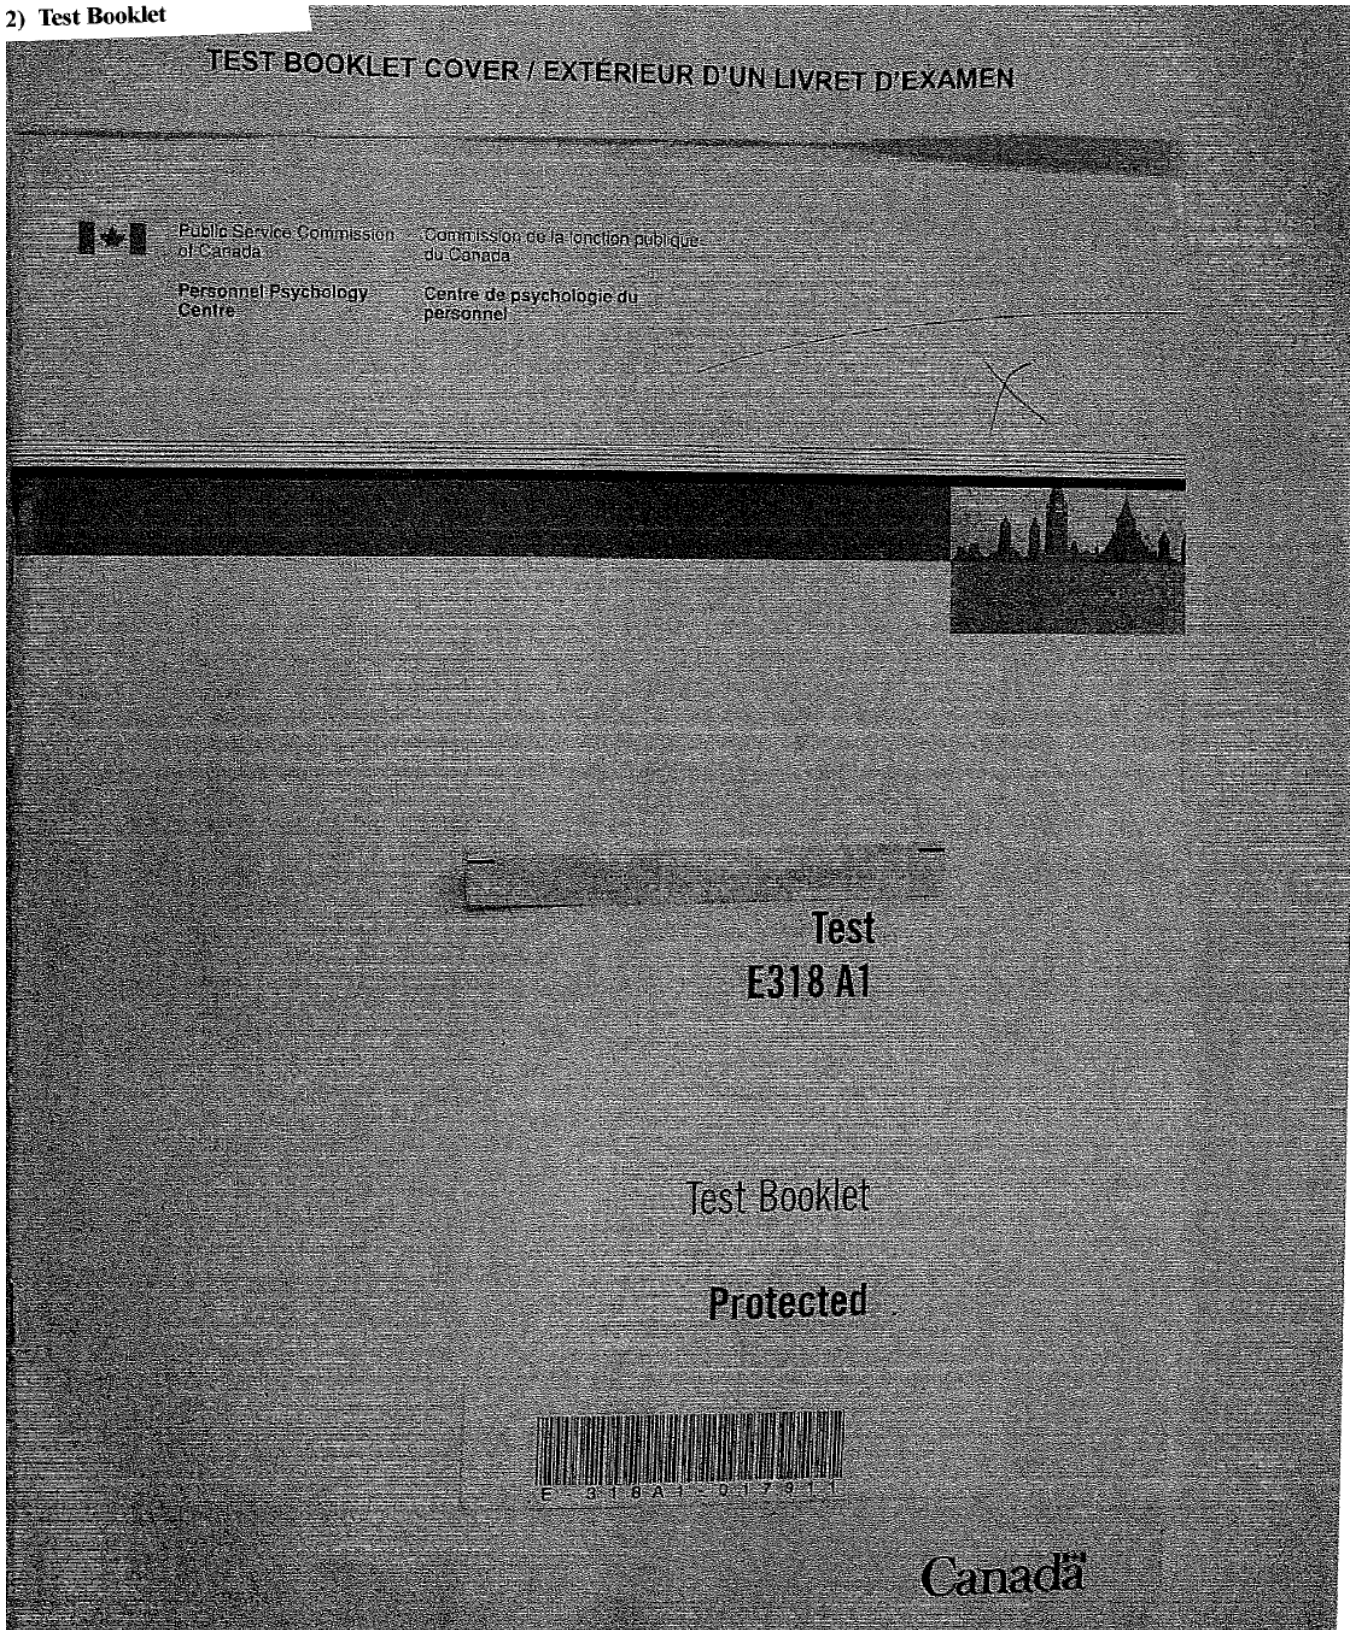 2) Test Booklet
TEST BOOKLET COVER / EXTÉRIEUR D'UN LIVRET D'EXAMEN
Public Service Commission
of Canada
Commission de la fonction publique
du Canada
Personnel Psychology
Centre
Centre de psychologie du
personnel
Test
E318 A1
Test Booklet
Protected
E 318A1-017911
Canada